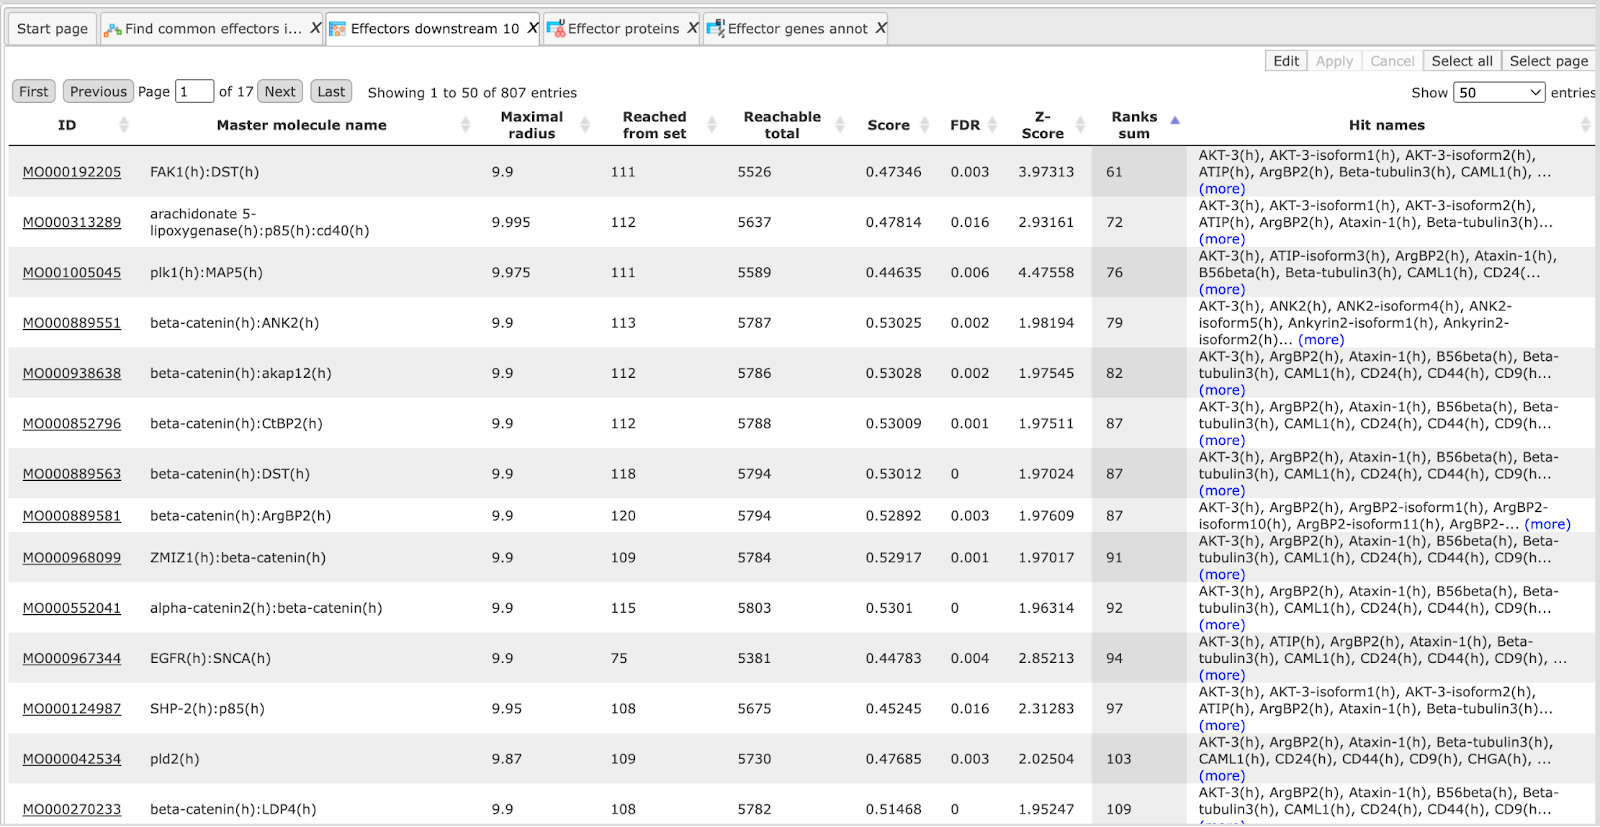 Start page Find common effectors i... X Effectors downstream 10 X Effector proteins X Effector genes annot X
Edit Apply Cancel Select all Select page
First Previous Page 1 of 17 Next Last Showing 1 to 50 of 807 entries Show 50 entries
ID Master molecule name Maximal radius Reached from set Reachable total Score FDR Z-Score Ranks sum Hit names
MO000192205 FAK1(h):DST(h) 9.9 111 5526 0.47346 0.003 3.97313 61 AKT-3(h), AKT-3-isoform1(h), AKT-3-isoform2(h),
ATIP(h), ArgBP2(h), Beta-tubulin3(h), CAML1(h), ...
(more)
MO000313289 arachidonate 5-lipoxygenase(h):p85(h):cd40(h) 9.995 112 5637 0.47814 0.016 2.93161 72 AKT-3(h), AKT-3-isoform1(h), AKT-3-isoform2(h),
ATIP(h), ArgBP2(h), Ataxin-1(h), Beta-tubulin3(h)...
(more)
MO001005045 plk1(h):MAP5(h) 9.975 111 5589 0.44635 0.006 4.47558 76 AKT-3(h), ATIP-isoform3(h), ArgBP2(h), Ataxin-1(h),
B56beta(h), Beta-tubulin3(h), CAML1(h), CD24(...
(more)
MO000889551 beta-catenin(h):ANK2(h) 9.9 113 5787 0.53025 0.002 1.98194 79 AKT-3(h), ANK2(h), ANK2-isoform4(h), ANK2-
isoform5(h), Ankyrin2-isoform1(h), Ankyrin2-
isoform2(h)... (more)
MO000938638 beta-catenin(h):akap12(h) 9.9 112 5786 0.53028 0.002 1.97545 82 AKT-3(h), ArgBP2(h), Ataxin-1(h), B56beta(h), Beta-
tubulin3(h), CAML1(h), CD24(h), CD44(h), CD9(h...
(more)
MO000852796 beta-catenin(h):CtBP2(h) 9.9 112 5788 0.53009 0.001 1.97511 87 AKT-3(h), ArgBP2(h), Ataxin-1(h), B56beta(h), Beta-
tubulin3(h), CAML1(h), CD24(h), CD44(h), CD9(h...
(more)
MO000889563 beta-catenin(h):DST(h) 9.9 118 5794 0.53012 0 1.97024 87 AKT-3(h), ArgBP2(h), Ataxin-1(h), B56beta(h), Beta-
tubulin3(h), CAML1(h), CD24(h), CD44(h), CD9(h...
(more)
MO000889581 beta-catenin(h):ArgBP2(h) 9.9 120 5794 0.52892 0.003 1.97609 87 AKT-3(h), ArgBP2(h), ArgBP2-isoform1(h), ArgBP2-
isoform10(h), ArgBP2-isoform11(h), ArgBP2-... (more)
MO000968099 ZMIZ1(h):beta-catenin(h) 9.9 109 5784 0.52917 0.001 1.97017 91 AKT-3(h), ArgBP2(h), Ataxin-1(h), B56beta(h), Beta-
tubulin3(h), CAML1(h), CD24(h), CD44(h), CD9(h...
(more)
MO000552041 alpha-catenin2(h):beta-catenin(h) 9.9 115 5803 0.5301 0 1.96314 92 AKT-3(h), ArgBP2(h), Ataxin-1(h), B56beta(h), Beta-
tubulin3(h), CAML1(h), CD24(h), CD44(h), CD9(h...
(more)
MO000967344 EGFR(h):SNCA(h) 9.9 75 5381 0.44783 0.004 2.85213 94 AKT-3(h), ATIP(h), ArgBP2(h), Ataxin-1(h), Beta-
tubulin3(h), CAML1(h), CD24(h), CD44(h), CD9(h), ...
(more)
MO000124987 SHP-2(h):p85(h) 9.95 108 5675 0.45245 0.016 2.31283 97 AKT-3(h), AKT-3-isoform1(h), AKT-3-isoform2(h),
ATIP(h), ArgBP2(h), Ataxin-1(h), Beta-tubulin3(h)...
(more)
MO000042534 pld2(h) 9.87 109 5730 0.47685 0.003 2.02504 103 AKT-3(h), ArgBP2(h), Ataxin-1(h), Beta-tubulin3(h),
CAML1(h), CD24(h), CD44(h), CD9(h), CHGA(h), ...
(more)
MO000270233 beta-catenin(h):LDP4(h) 9.9 108 5782 0.51468 0 1.95247 109 AKT-3(h), ArgBP2(h), Ataxin-1(h), B56beta(h), Beta-
tubulin3(h), CAML1(h), CD24(h), CD44(h), CD9(h...